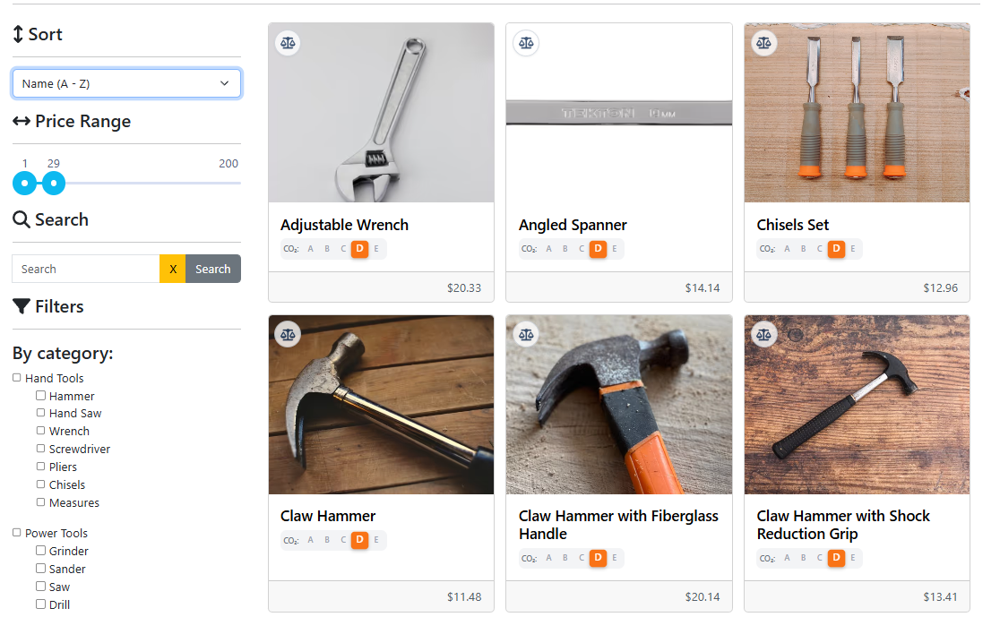 Sort
Name (A - Z)
Price Range
1 29 200
Search
Search X Search
Filters
By category:
Hand Tools
Hammer
Hand Saw
Wrench
Screwdriver
Pliers
Chisels
Measures
Power Tools
Grinder
Sander
Saw
Drill
Adjustable Wrench
CO₂: A B C D E
$20.33
TEKTON 19 MM
Angled Spanner
CO₂: A B C D E
$14.14
Chisels Set
CO₂: A B C D E
$12.96
Claw Hammer
CO₂: A B C D E
$11.48
Claw Hammer with Fiberglass
Handle
CO₂: A B C D E
$20.14
Claw Hammer with Shock
Reduction Grip
CO₂: A B C D E
$13.41